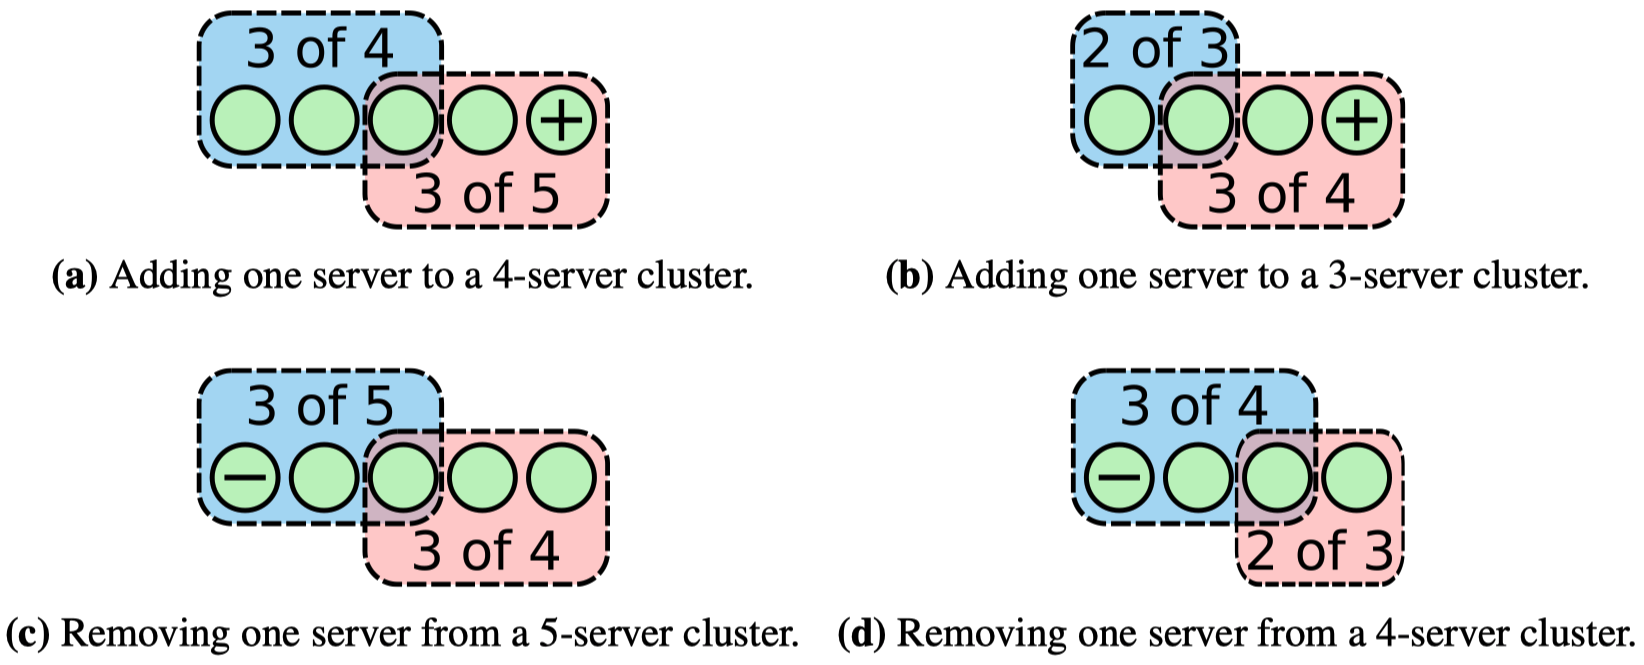 3 of 4
+
3 of 5
(a) Adding one server to a 4-server cluster.
2 of 3
+
3 of 4
(b) Adding one server to a 3-server cluster.
3 of 5
−
3 of 4
(c) Removing one server from a 5-server cluster.
3 of 4
−
2 of 3
(d) Removing one server from a 4-server cluster.